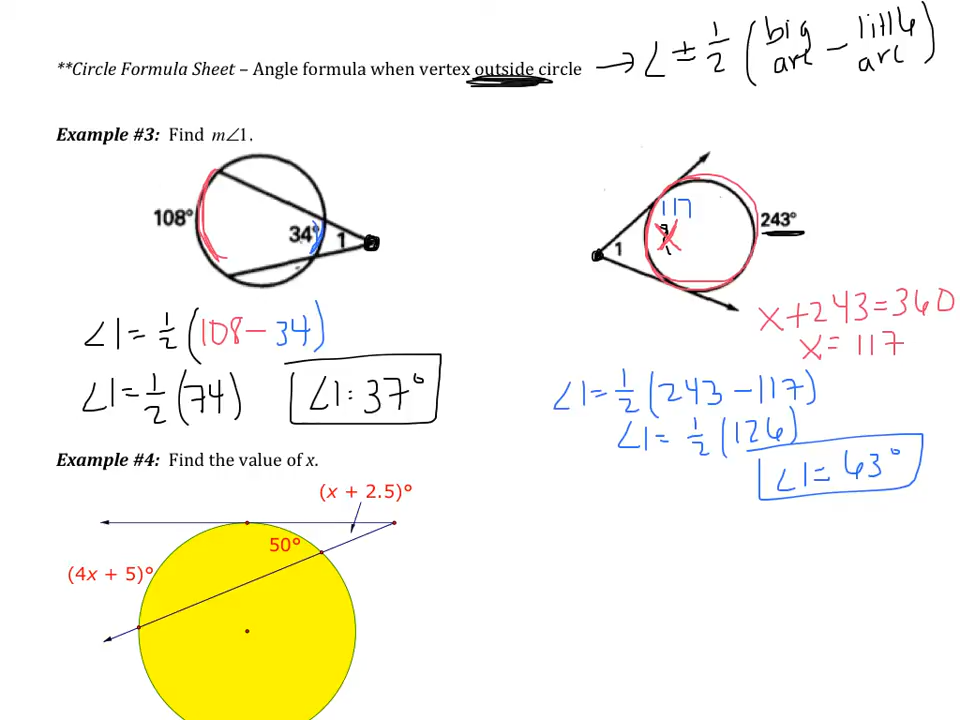 **Circle Formula Sheet – Angle formula when vertex outside circle → ∠ ± 1/2 (big arc − little arc)
Example #3: Find m∠1.
108°
34°
1
117
243°
1
x + 243 = 360
x = 117
∠1 = 1/2 (108 − 34)
∠1 = 1/2 (74)
∠1: 37°
∠1 = 1/2 (243 − 117)
∠1 = 1/2 (126)
∠1 = 63°
Example #4: Find the value of x.
(x + 2.5)°
50°
(4x + 5)°